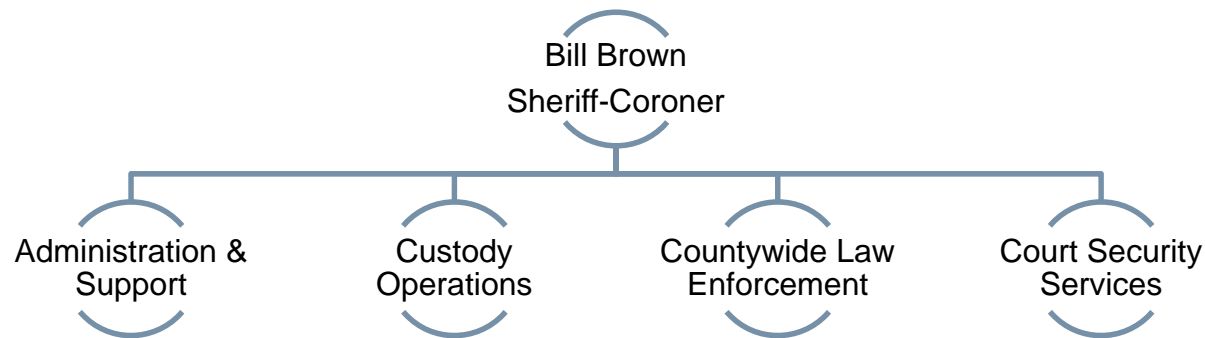 Bill Brown
Sheriff-Coroner
Administration &
Support
Custody
Operations
Countywide Law
Enforcement
Court Security
Services